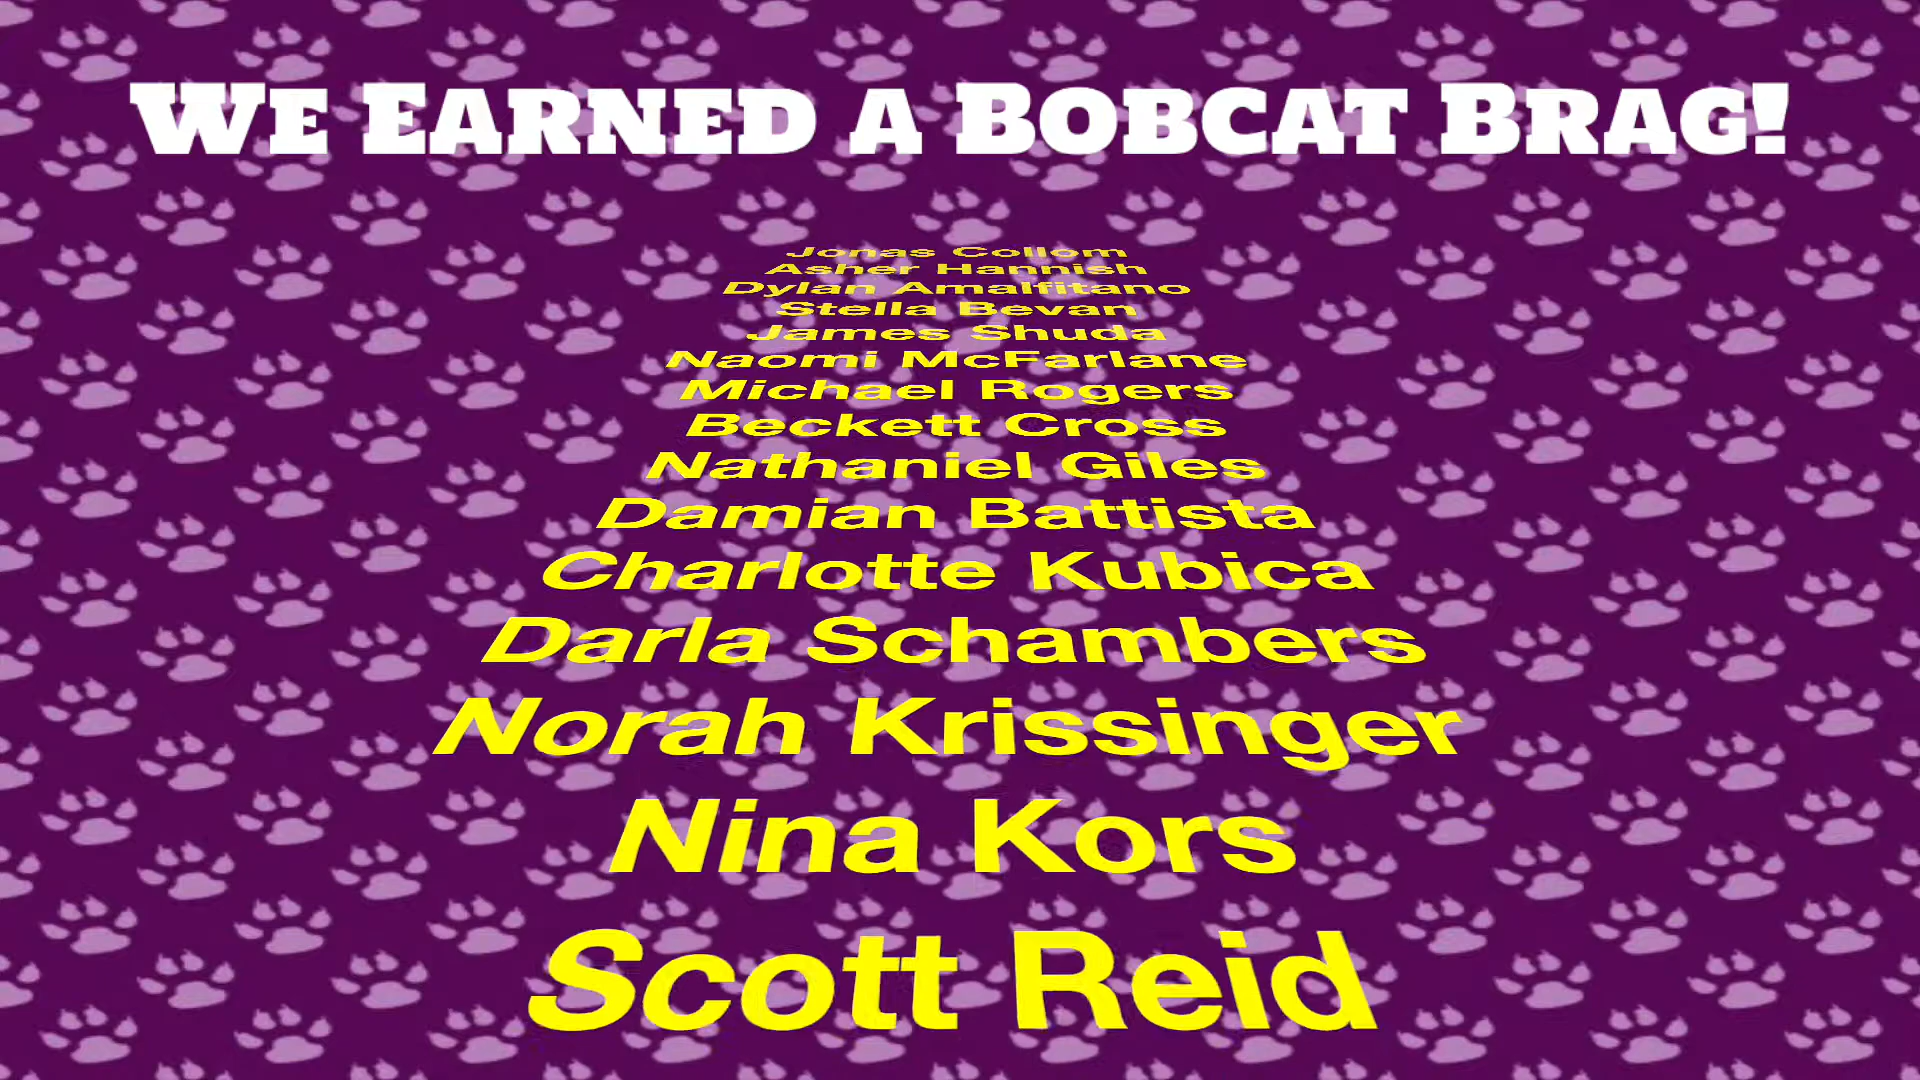 We Earned a Bobcat Brag!
Jonas Collom
Asher Hannish
Dylan Amalfitano
Stella Bevan
James Shuda
Naomi McFarlane
Michael Rogers
Beckett Cross
Nathaniel Giles
Damian Battista
Charlotte Kubica
Darla Schambers
Norah Krissinger
Nina Kors
Scott Reid